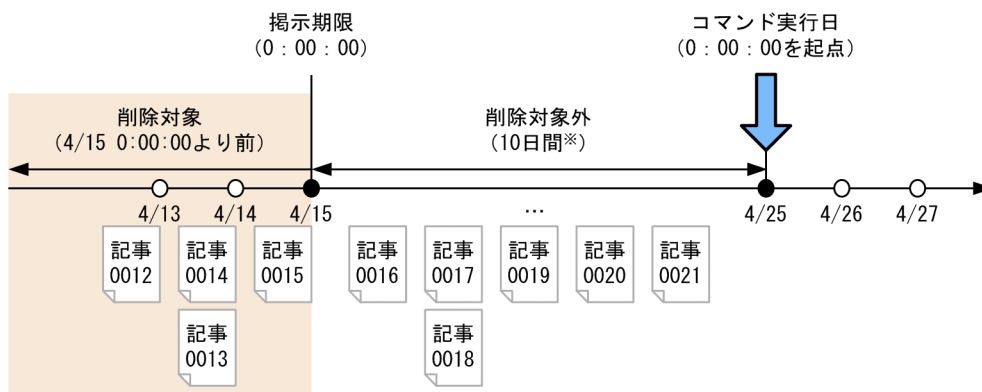 掲示期限
(0:00:00)
コマンド実行日
(0:00:00を起点)
削除対象
(4/15 0:00:00より前)
削除対象外
(10日間※)
4/13
4/14
4/15
…
4/25
4/26
4/27
記事
0012
記事
0014
記事
0015
記事
0016
記事
0017
記事
0019
記事
0020
記事
0021
記事
0013
記事
0018